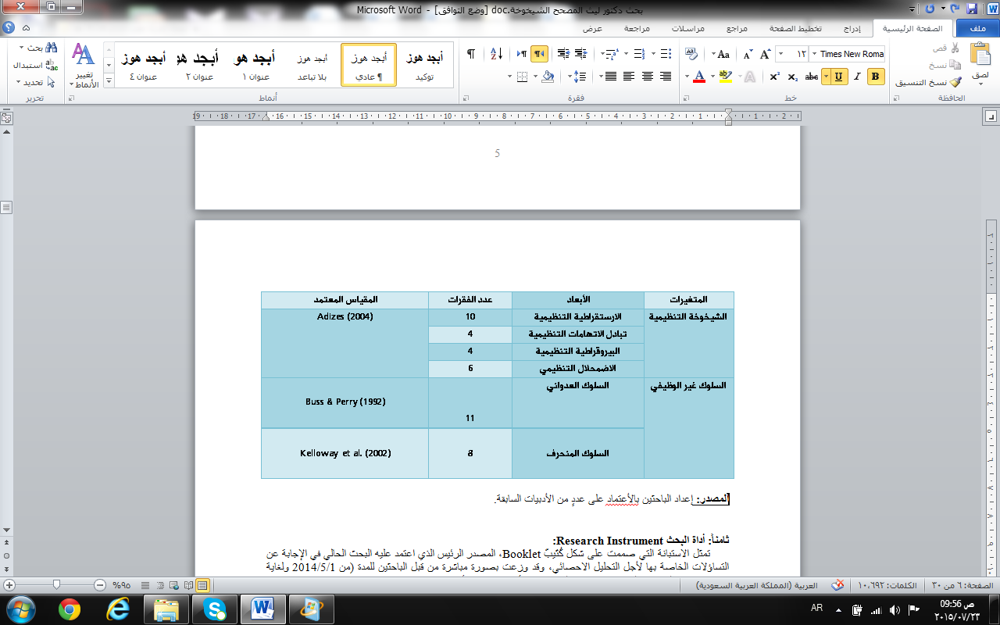 بحث دكتور ليث المصحح الشيخوخة.doc [وضع التوافق] - Microsoft Word
ملف الصفحة الرئيسية إدراج تخطيط الصفحة مراجع مراسلات مراجعة عرض
لصق
قص
نسخ
نسخ التنسيق
الحافظة
Times New Roma ١٢
Aa
B I U abc x₂ x² A ab A
خط
فقرة
أبجد هوز توكيد
أبجد هوز ¶ عادي
أبجد هوز بلا تباعد
أبجد هو عنوان ١
أبجد هو عنوان ٢
أبجد هوز عنوان ٤
تغيير الأنماط
أنماط
بحث
استبدال
تحديد
تحرير
2 1 1 2 3 4 5 6 7 8 9 10 11 12 13 14 15 16 17 18 19
5
المتغيرات الأبعاد عدد الفقرات المقياس المعتمد
الشيخوخة التنظيمية الارستقراطية التنظيمية 10 Adizes (2004)
تبادل الاتهامات التنظيمية 4
البيروقراطية التنظيمية 4
الاضمحلال التنظيمي 6
السلوك غير الوظيفي السلوك العدواني 11 Buss & Perry (1992)
السلوك المنحرف 8 Kelloway et al. (2002)
المصدر: إعداد الباحثين بالأعتماد على عددٍ من الأدبيات السابقة.
ثامناً: أداة البحث Research Instrument:
تمثل الاستبانة التي صممت على شكل كُتيبٌ Booklet، المصدر الرئيس الذي اعتمد عليه البحث الحالي في الإجابة عن
التساؤلات الخاصة بها لأجل التحليل الاحصائي، وقد وزعت بصورة مباشرة من قبل الباحثين للمدة (من 2014/5/1 ولغاية
الصفحة: ٦ من ٣٠ الكلمات: ١٠,٦٩٢ العربية (المملكة العربية السعودية) ٩٥%
AR
09:56 ص
٢٠١٥/٠٧/٢٣